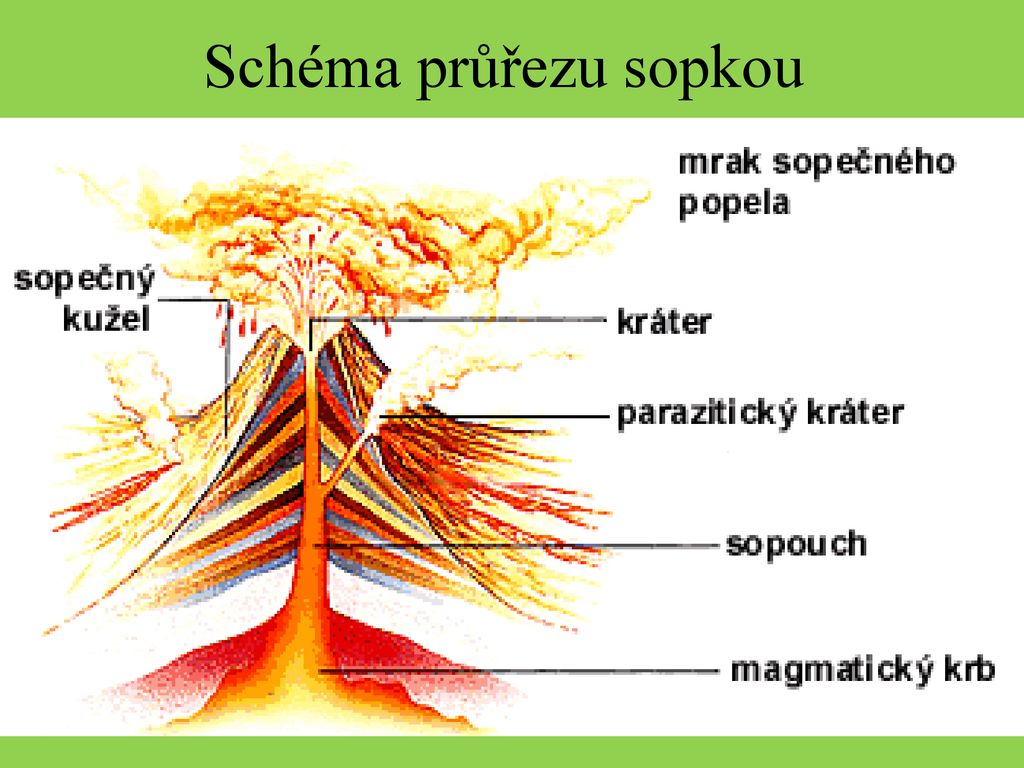 Schéma průřezu sopkou
mrak sopečného
popela
sopečný
kužel
kráter
parazitický kráter
sopouch
magmatický krb